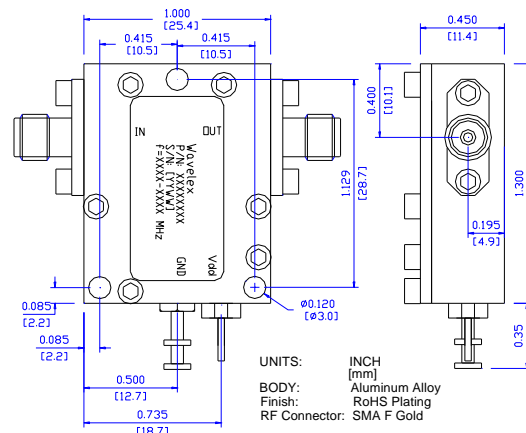 1.000
[25.4]
0.415
[10.5]
0.415
[10.5]
0.450
[11.4]
0.400
[10.1]
IN
OUT
Wavelex
P/N: XXXXXXXX
S/N: [YYWW]
f=XXXX-XXXX MHz
GND
Vdd
1.129
[28.7]
1.300
0.195
[4.9]
0.085
[2.2]
0.085
[2.2]
Ø0.120
[Ø3.0]
0.35
0.500
[12.7]
0.735
[18.7]
UNITS: INCH
[mm]
BODY: Aluminum Alloy
Finish: RoHS Plating
RF Connector: SMA F Gold